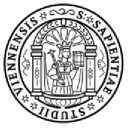 STUDII · VIENNENSIS · S · SAPIENTIAE